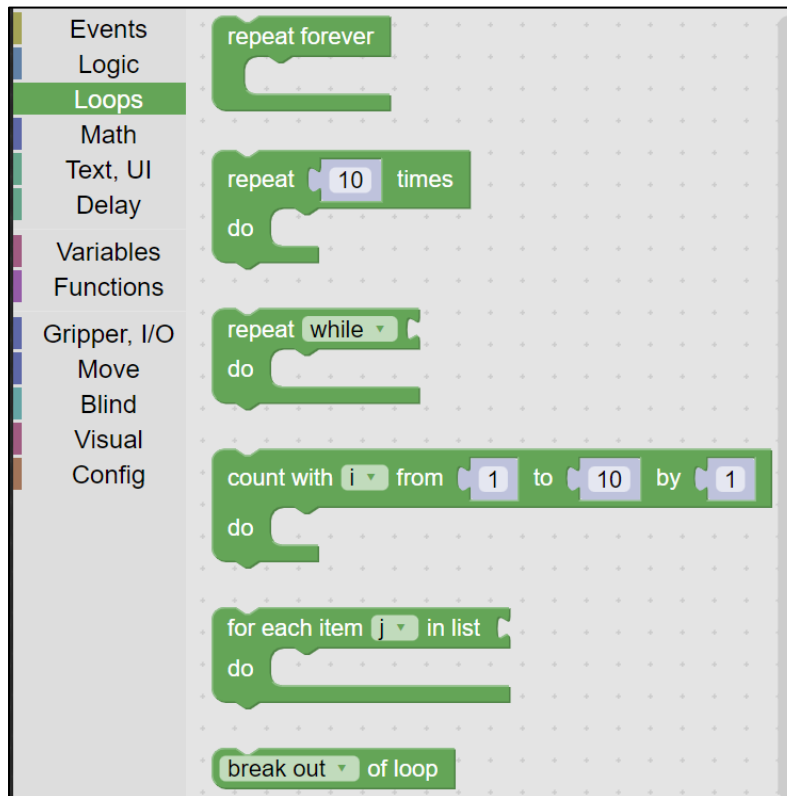 Events
Logic
Loops
Math
Text, UI
Delay
Variables
Functions
Gripper, I/O
Move
Blind
Visual
Config
repeat forever
repeat 10 times
do
repeat while
do
count with i from 1 to 10 by 1
do
for each item j in list
do
break out of loop